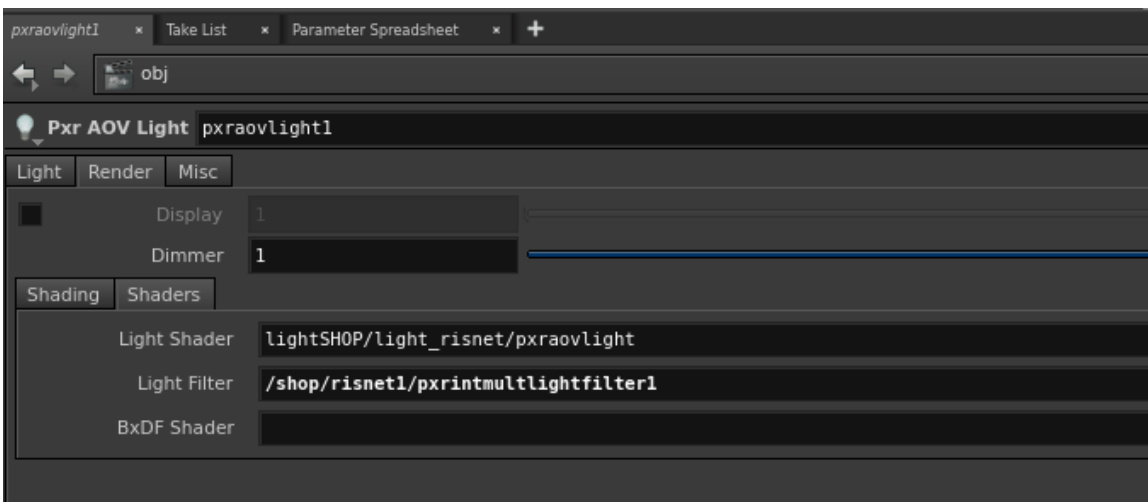 pxraovlight1 × Take List × Parameter Spreadsheet × +
obj
Pxr AOV Light pxraovlight1
Light Render Misc
Display 1
Dimmer 1
Shading Shaders
Light Shader lightSHOP/light_risnet/pxraovlight
Light Filter /shop/risnet1/pxrintmultlightfilter1
BxDF Shader